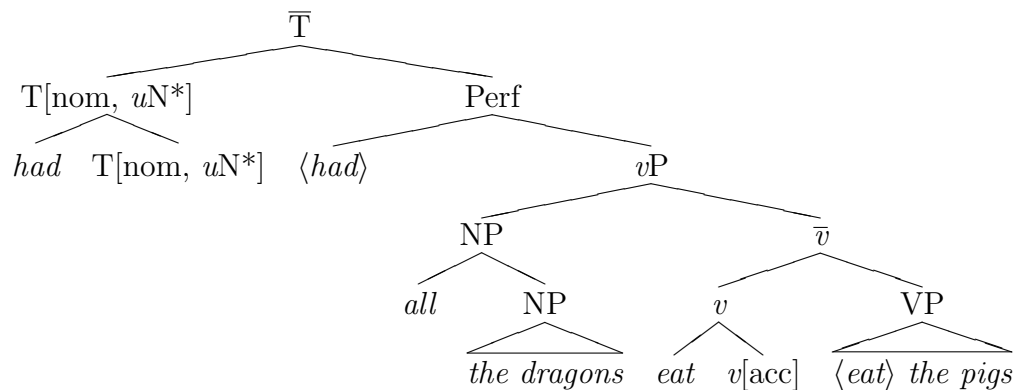 T̅
T[nom, uN*] Perf
had T[nom, uN*] ⟨had⟩ vP
NP v̅
all NP v VP
the dragons eat v[acc] ⟨eat⟩ the pigs